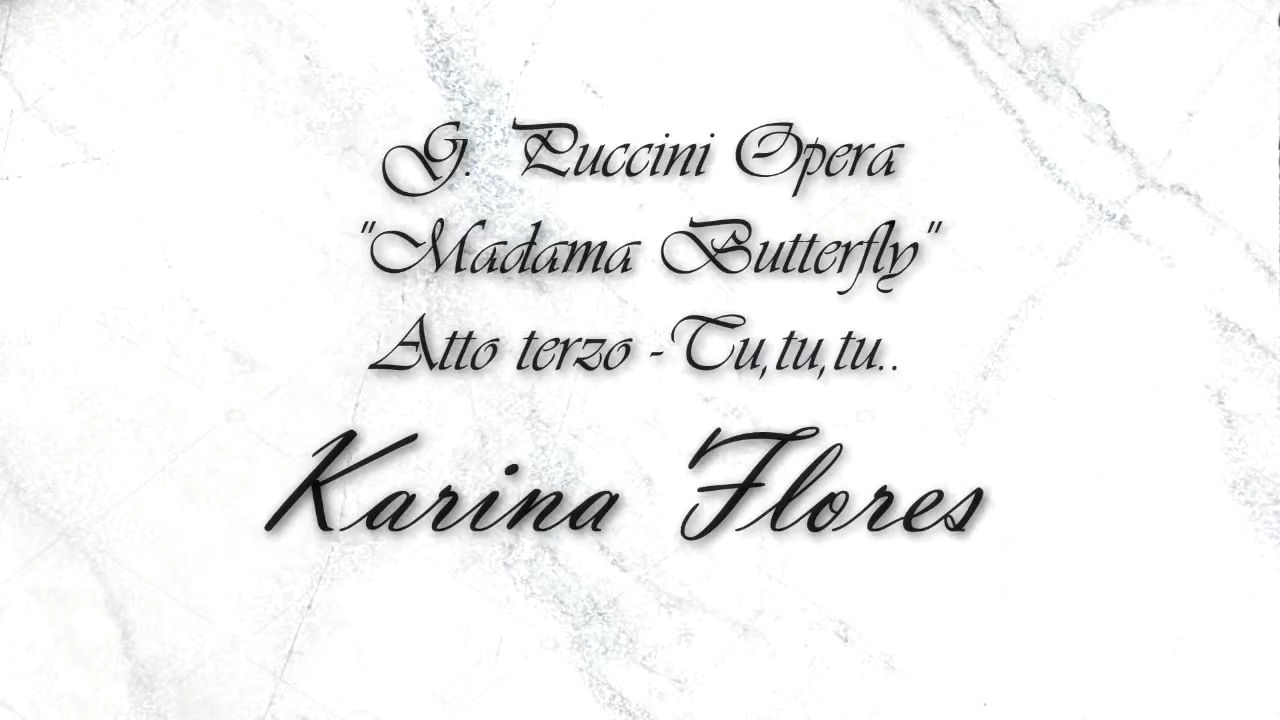 G. Puccini Opera
"Madama Butterfly"
Atto terzo -Tu,tu,tu..
Karina Flores